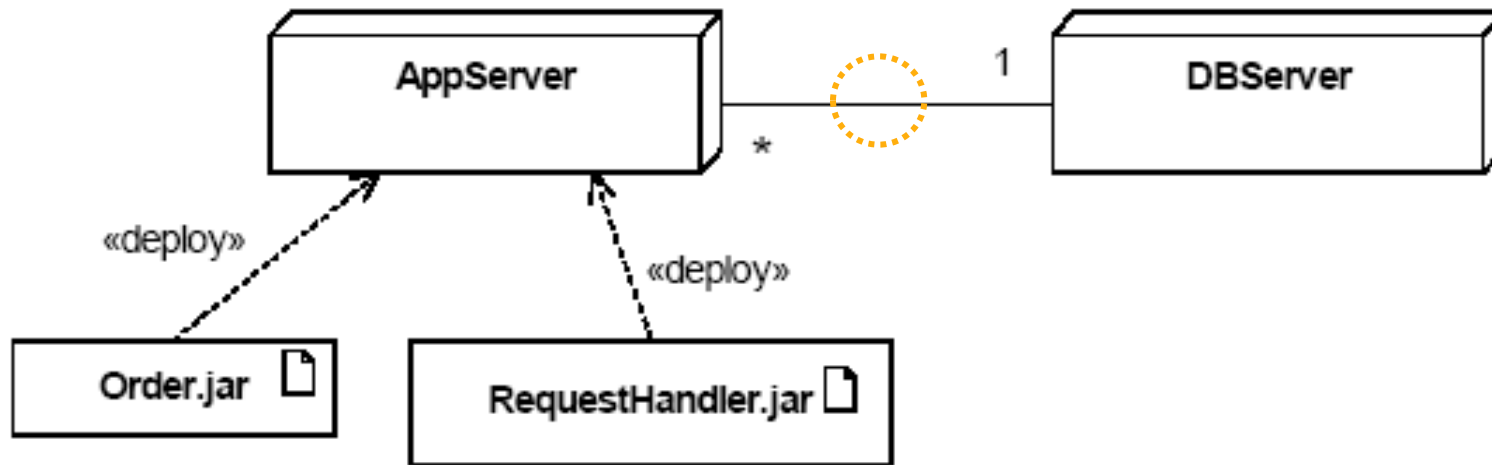 AppServer
1
DBServer
*
«deploy»
«deploy»
Order.jar
RequestHandler.jar